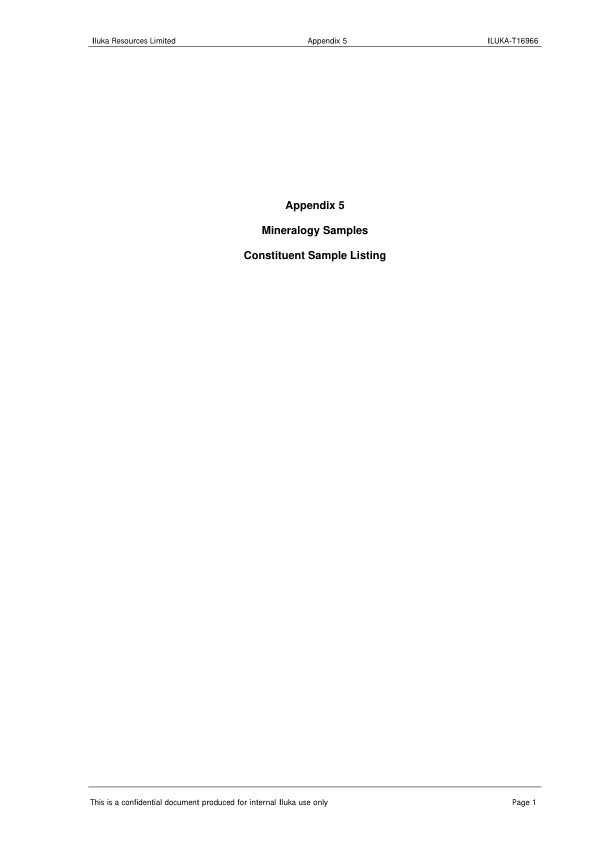 Iluka Resources Limited Appendix 5 ILUKA-T16966
Appendix 5
Mineralogy Samples
Constituent Sample Listing
This is a confidential document produced for internal Iluka use only Page 1